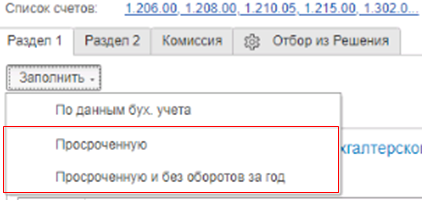 Список счетов: 1.206.00, 1.208.00, 1.210.05, 1.215.00, 1.302.0...
Раздел 1 Раздел 2 Комиссия Отбор из Решения
Заполнить
По данным бух. учета
Просроченную
Просроченную и без оборотов за год